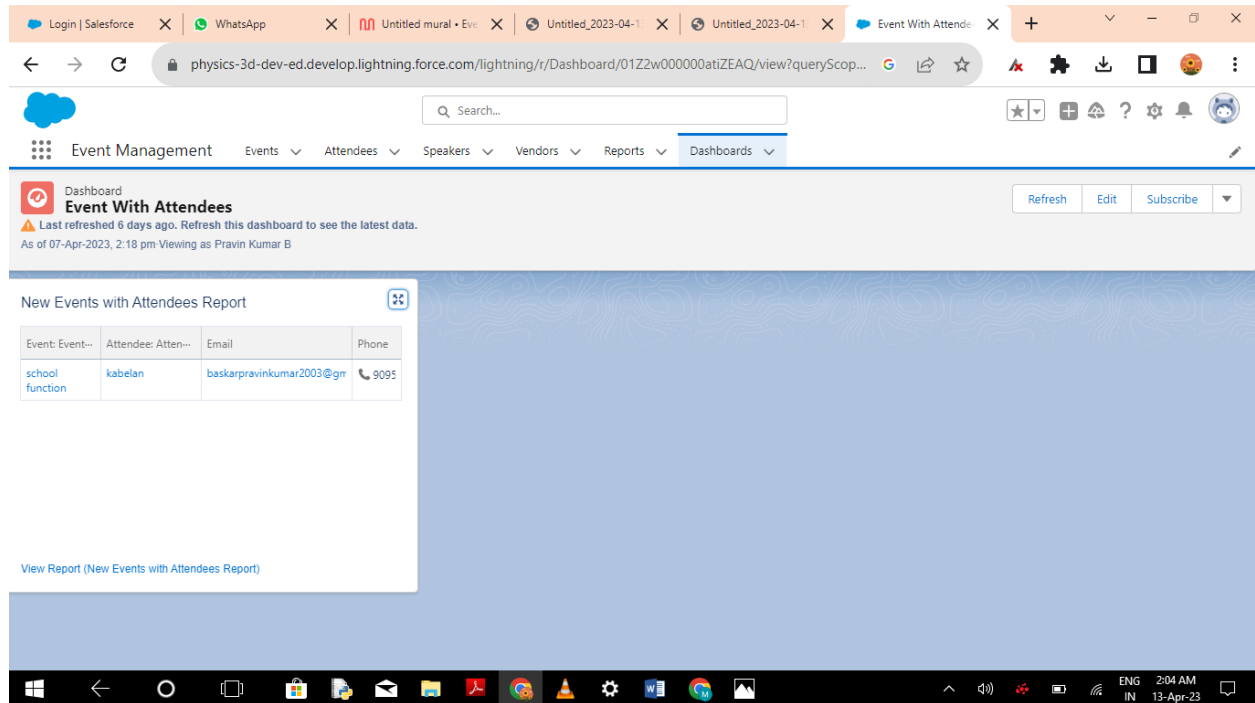 Login | Salesforce
WhatsApp
Untitled mural • Eve
Untitled_2023-04-1
Untitled_2023-04-1
Event With Attende
physics-3d-dev-ed.develop.lightning.force.com/lightning/r/Dashboard/01Z2w000000atiZEAQ/view?queryScop...
Search...
Event Management Events Attendees Speakers Vendors Reports Dashboards
Dashboard
Event With Attendees
Refresh Edit Subscribe
Last refreshed 6 days ago. Refresh this dashboard to see the latest data.
As of 07-Apr-2023, 2:18 pm·Viewing as Pravin Kumar B
New Events with Attendees Report
Event: Event··· Attendee: Atten··· Email Phone
school kabelan baskarpravinkumar2003@gm 9095
function
View Report (New Events with Attendees Report)
ENG 2:04 AM
IN 13-Apr-23